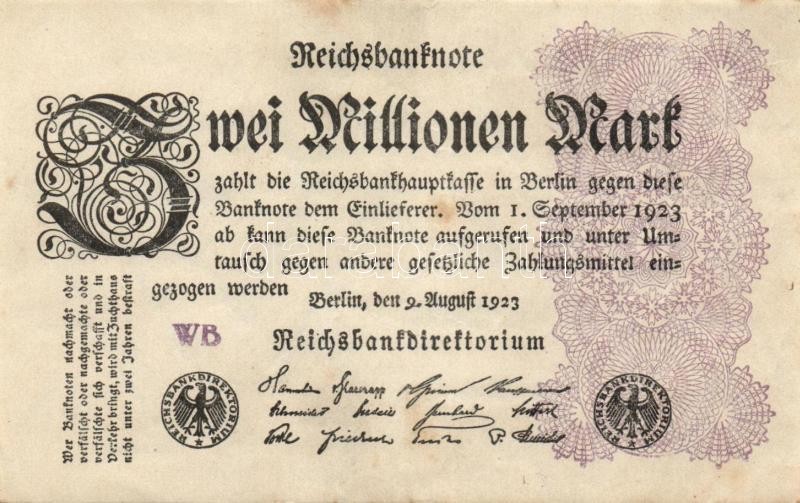 Reichsbanknote
Zwei Millionen Mark
zahlt die Reichsbankhauptkasse in Berlin gegen diese
Banknote dem Einlieferer. Vom 1. September 1923
ab kann diese Banknote aufgerufen und unter Um-
tausch gegen andere gesetzliche Zahlungsmittel ein-
gezogen werden
Berlin, den 9. August 1923
WB
Reichsbankdirektorium
Wer Banknoten nachmacht oder
verfälscht oder nachgemachte oder
verfälschte sich verschafft und in
Verkehr bringt, wird mit Zuchthaus
nicht unter zwei Jahren bestraft
REICHSBANKDIREKTORIUM
REICHSBANKDIREKTORIUM
darabanth